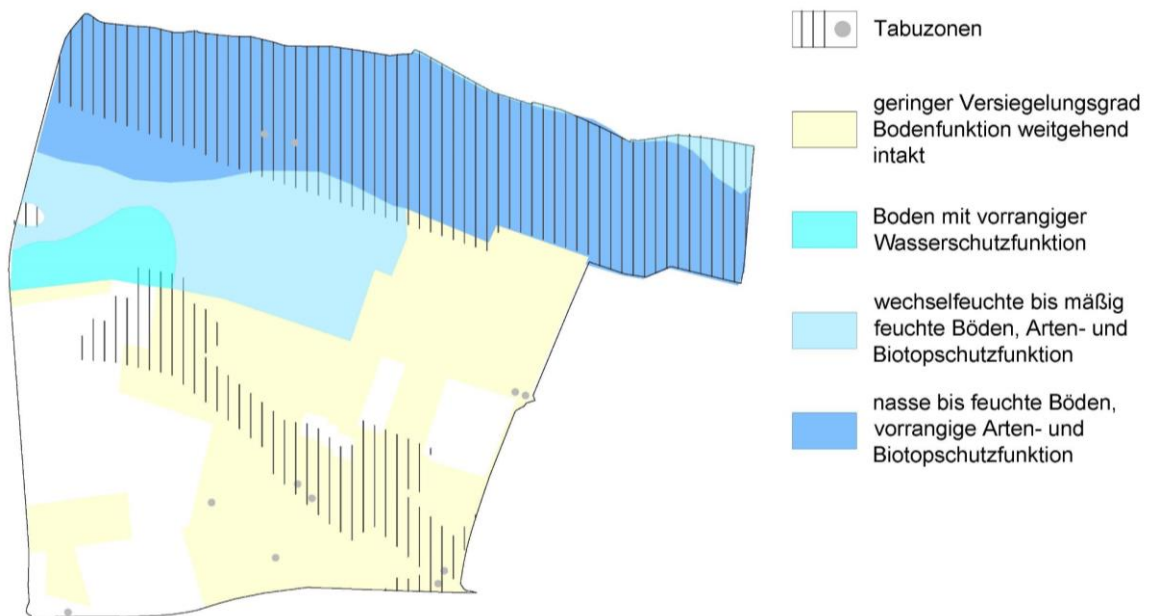 Tabuzonen
geringer Versiegelungsgrad
Bodenfunktion weitgehend
intakt
Boden mit vorrangiger
Wasserschutzfunktion
wechselfeuchte bis mäßig
feuchte Böden, Arten- und
Biotopschutzfunktion
nasse bis feuchte Böden,
vorrangige Arten- und
Biotopschutzfunktion